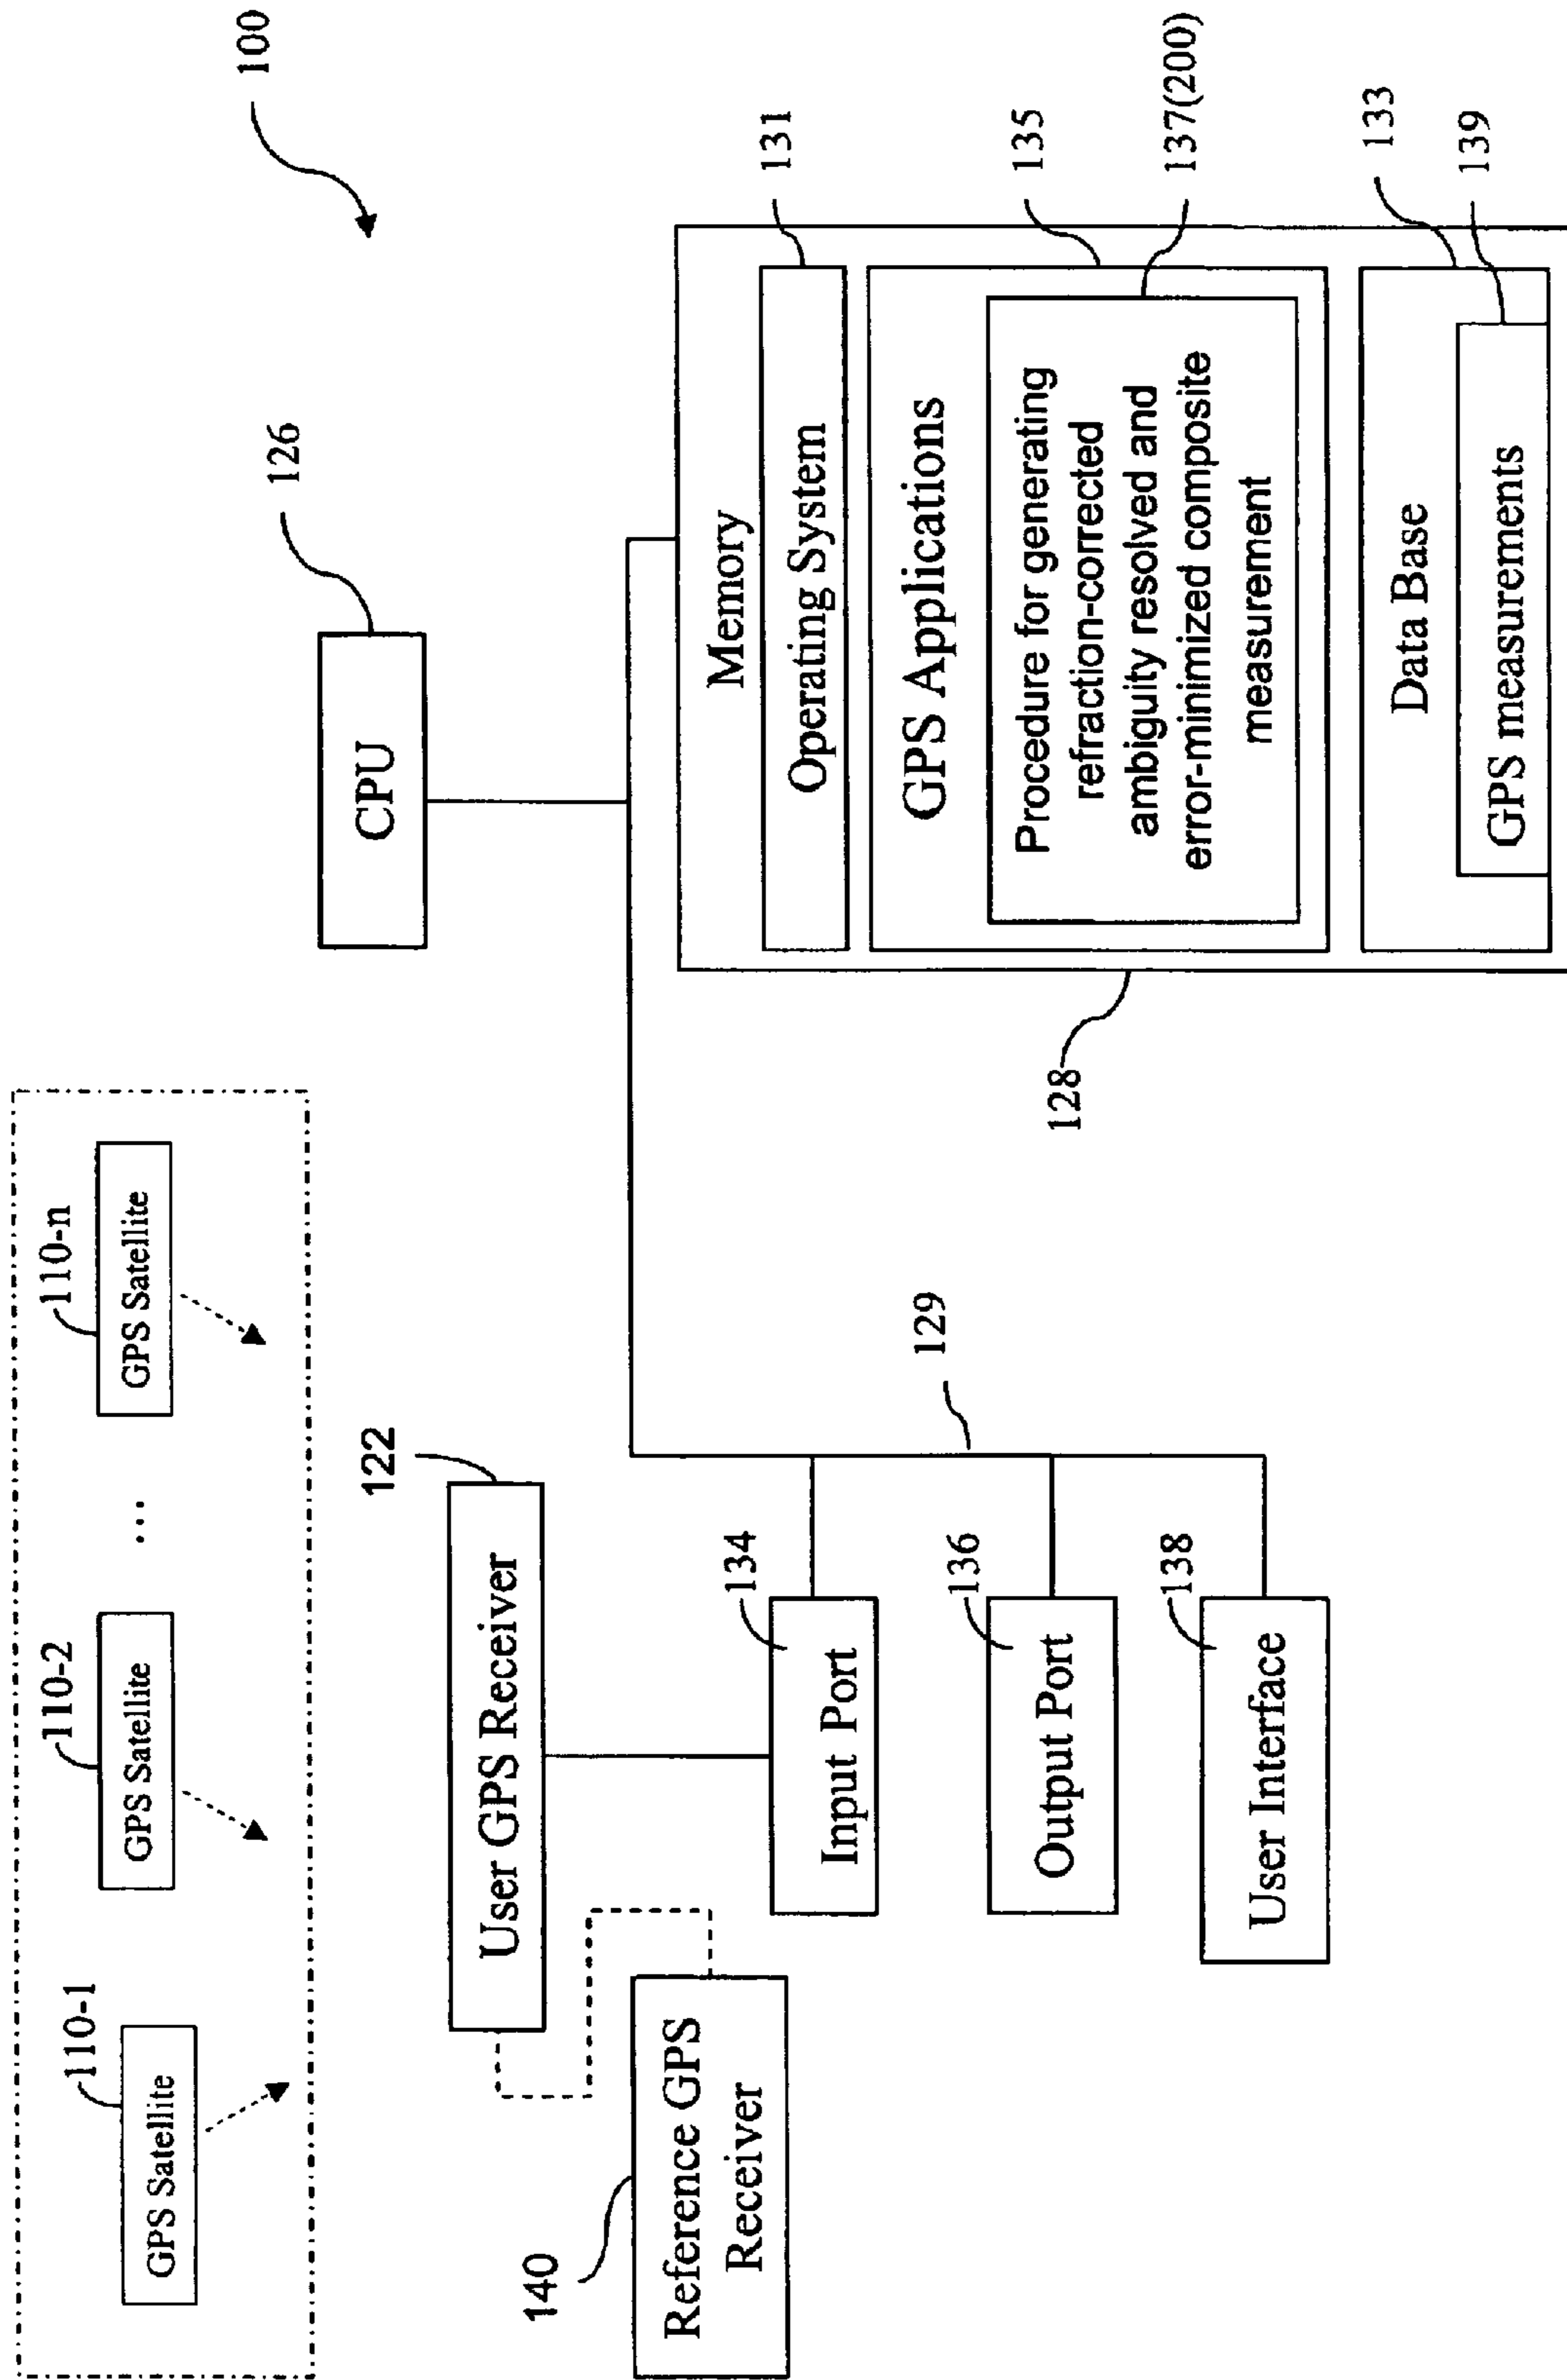 100
110-1
GPS Satellite
110-2
GPS Satellite
...
110-n
GPS Satellite
126
CPU
122
User GPS Receiver
140
Reference GPS
Receiver
134
Input Port
136
Output Port
138
User Interface
129
128
Memory
131
Operating System
135
GPS Applications
137(200)
Procedure for generating
refraction-corrected
ambiguity resolved and
error-minimized composite
measurement
133
Data Base
139
GPS measurements